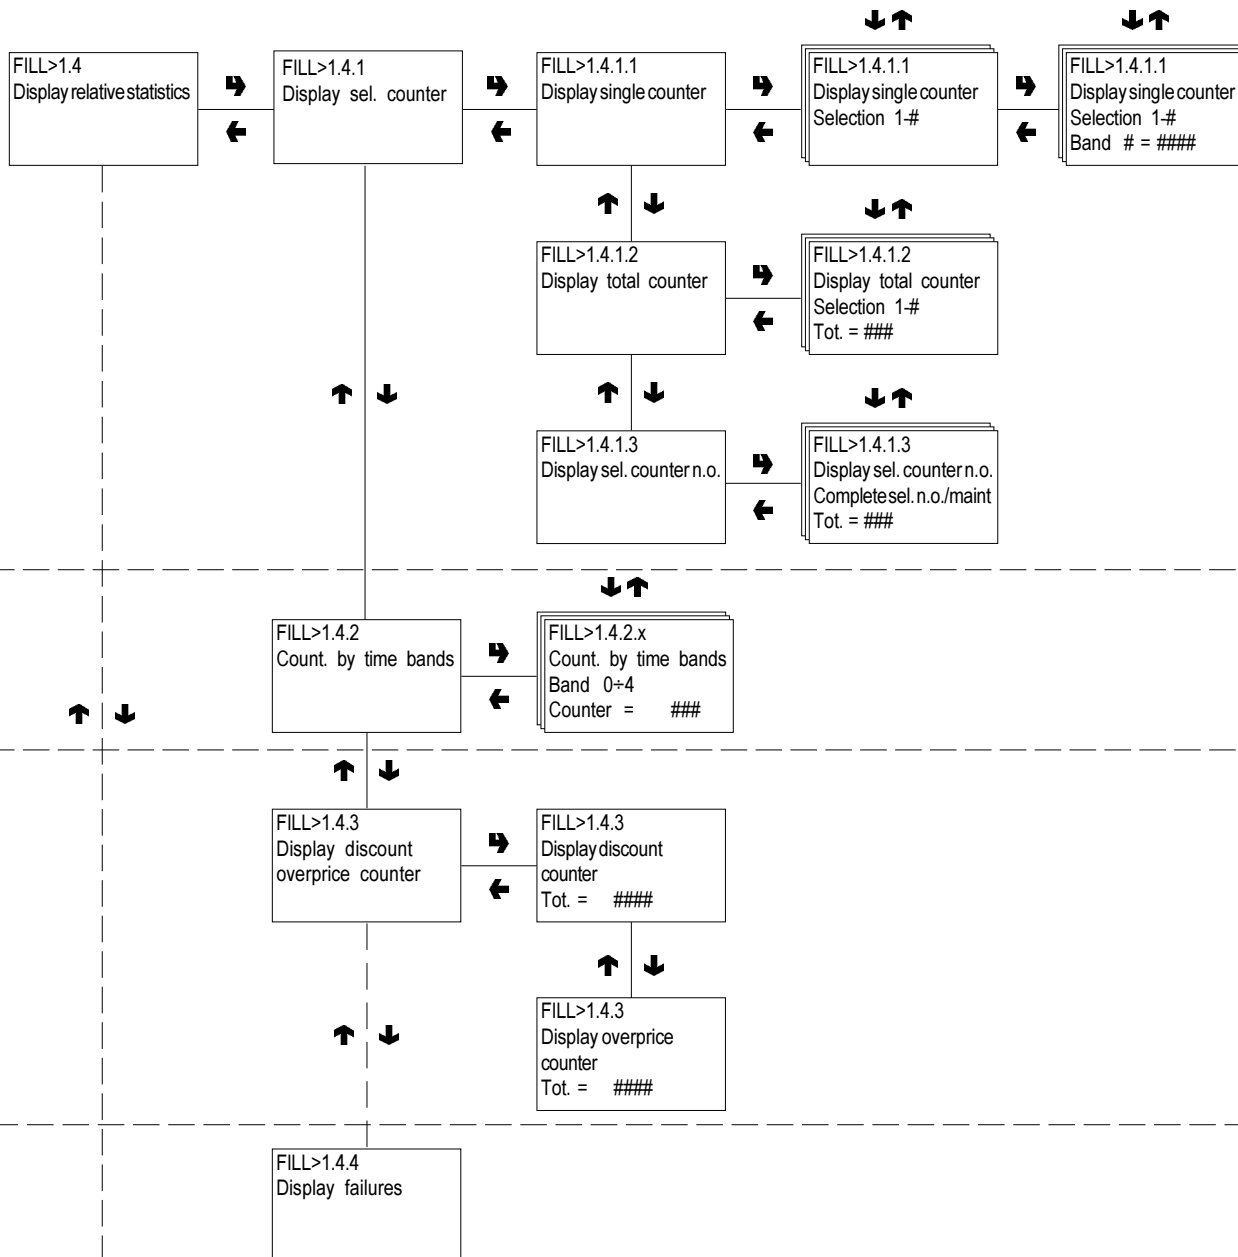 FILL>1.4
Display relative statistics
FILL>1.4.1
Display sel. counter
FILL>1.4.1.1
Display single counter
FILL>1.4.1.1
Display single counter
Selection 1-#
FILL>1.4.1.1
Display single counter
Selection 1-#
Band # = ####
FILL>1.4.1.2
Display total counter
FILL>1.4.1.2
Display total counter
Selection 1-#
Tot. = ###
FILL>1.4.1.3
Display sel. counter n.o.
FILL>1.4.1.3
Display sel. counter n.o.
Complete sel. n.o./maint
Tot. = ###
FILL>1.4.2
Count. by time bands
FILL>1.4.2.x
Count. by time bands
Band 0÷4
Counter = ###
FILL>1.4.3
Display discount
overprice counter
FILL>1.4.3
Display discount
counter
Tot. = ####
FILL>1.4.3
Display overprice
counter
Tot. = ####
FILL>1.4.4
Display failures